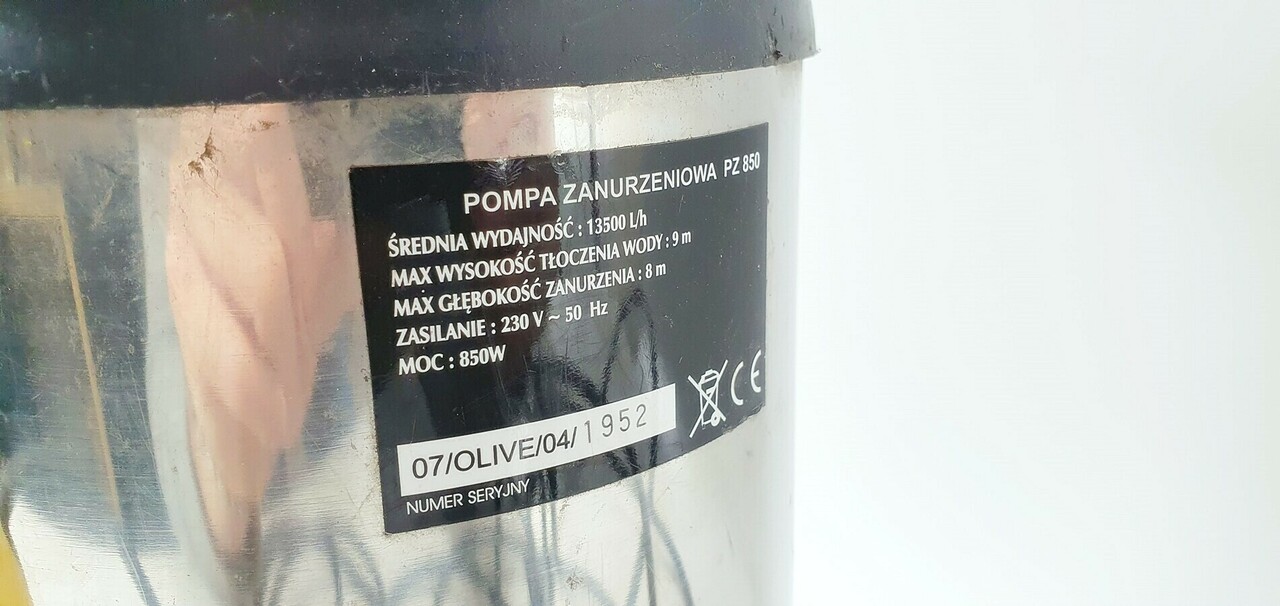 POMPA ZANURZENIOWA PZ 850
ŚREDNIA WYDAJNOŚĆ : 13500 L/h
MAX WYSOKOŚĆ TŁOCZENIA WODY : 9 m
MAX GŁĘBOKOŚĆ ZANURZENIA : 8 m
ZASILANIE : 230 V ~ 50 Hz
MOC : 850W
CE
07/OLIVE/04/1952
NUMER SERYJNY